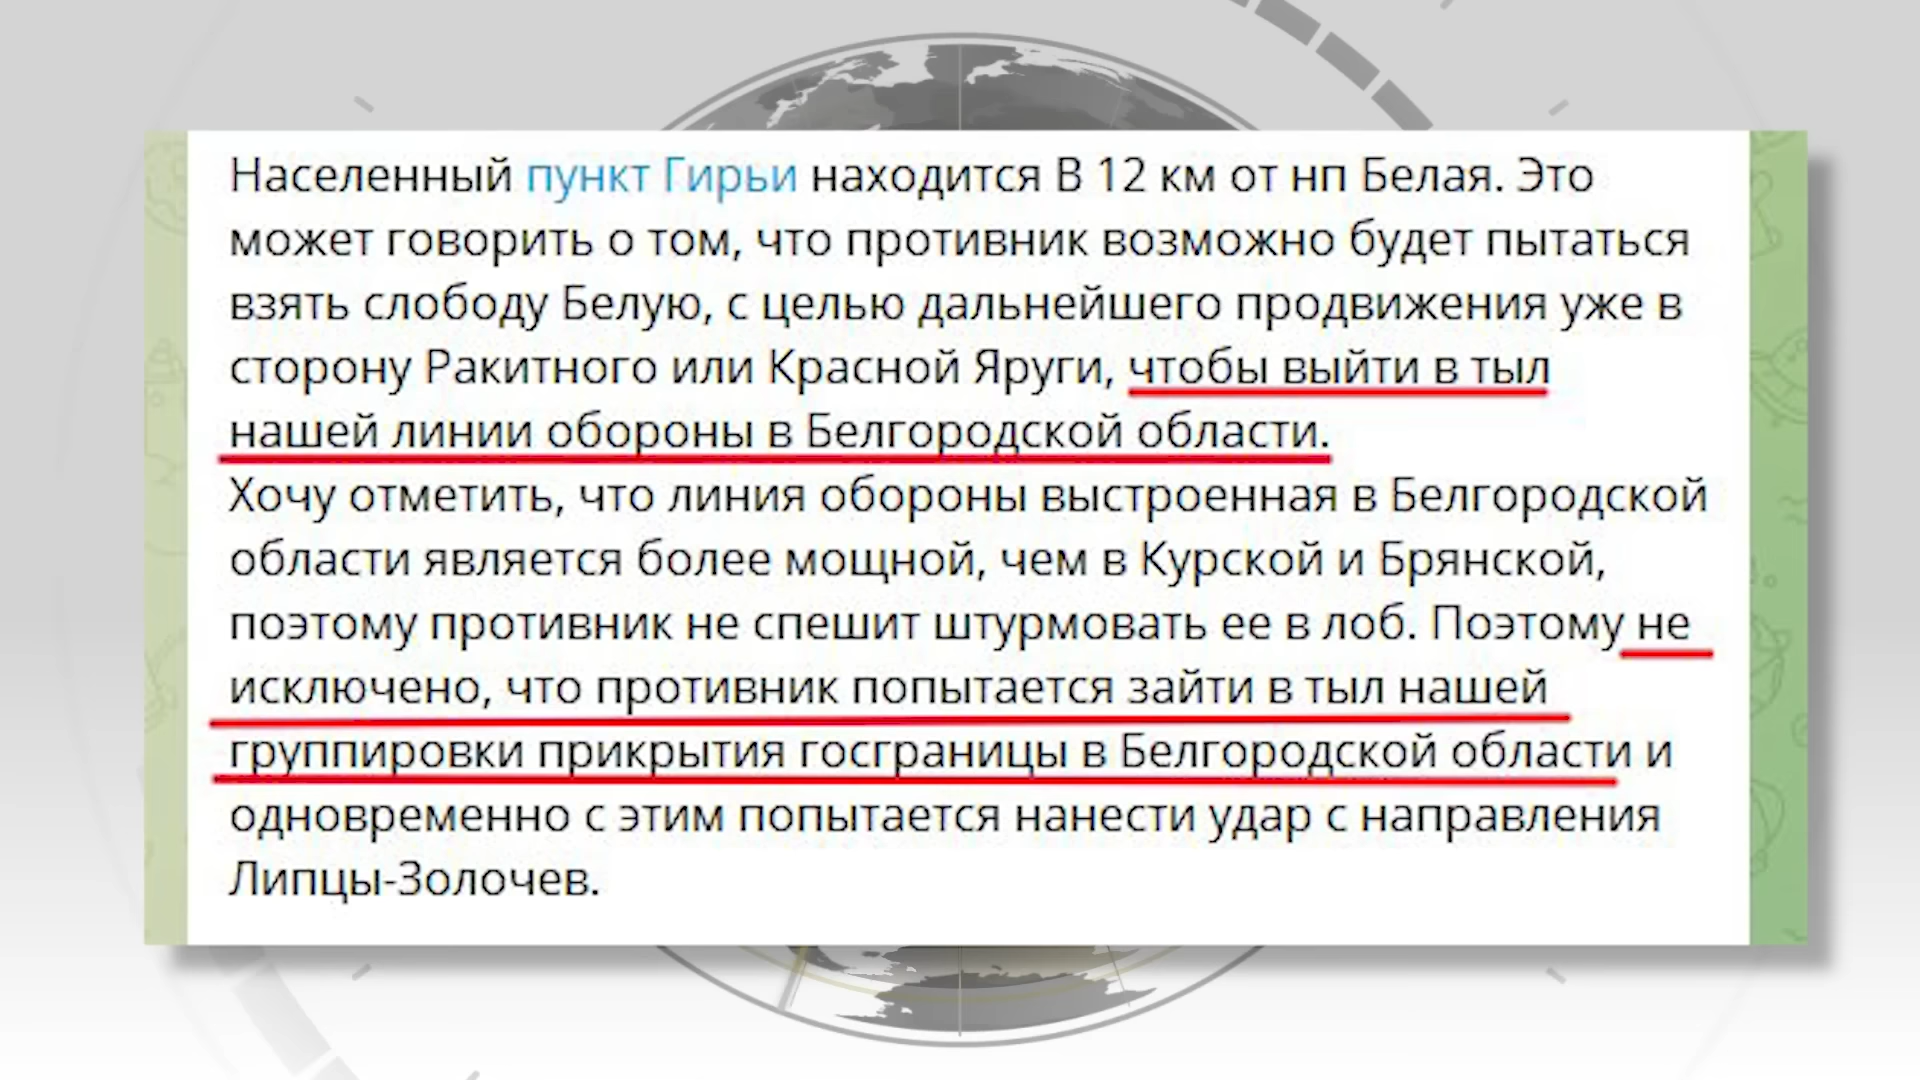 Населенный пункт Гирьи находится В 12 км от нп Белая. Это
может говорить о том, что противник возможно будет пытаться
взять слободу Белую, с целью дальнейшего продвижения уже в
сторону Ракитного или Красной Яруги, чтобы выйти в тыл
нашей линии обороны в Белгородской области.
Хочу отметить, что линия обороны выстроенная в Белгородской
области является более мощной, чем в Курской и Брянской,
поэтому противник не спешит штурмовать ее в лоб. Поэтому не
исключено, что противник попытается зайти в тыл нашей
группировки прикрытия госграницы в Белгородской области и
одновременно с этим попытается нанести удар с направления
Липцы-Золочев.